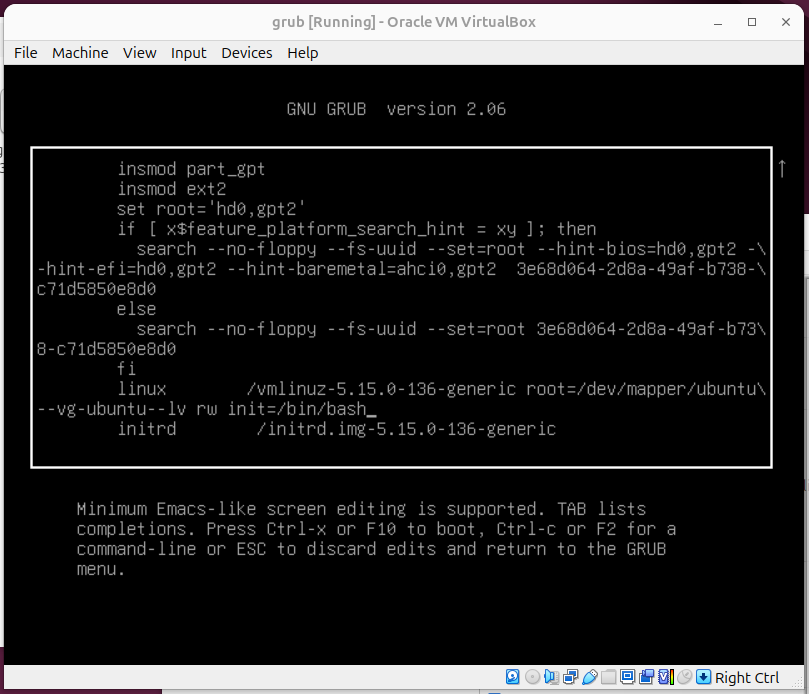 grub [Running] - Oracle VM VirtualBox
File Machine View Input Devices Help
GNU GRUB version 2.06
insmod part_gpt
insmod ext2
set root='hd0,gpt2'
if [ x$feature_platform_search_hint = xy ]; then
search --no-floppy --fs-uuid --set=root --hint-bios=hd0,gpt2 -\
-hint-efi=hd0,gpt2 --hint-baremetal=ahci0,gpt2 3e68d064-2d8a-49af-b738-\
c71d5850e8d0
else
search --no-floppy --fs-uuid --set=root 3e68d064-2d8a-49af-b73\
8-c71d5850e8d0
fi
linux /vmlinuz-5.15.0-136-generic root=/dev/mapper/ubuntu\
--vg-ubuntu--lv rw init=/bin/bash_
initrd /initrd.img-5.15.0-136-generic
Minimum Emacs-like screen editing is supported. TAB lists
completions. Press Ctrl-x or F10 to boot, Ctrl-c or F2 for a
command-line or ESC to discard edits and return to the GRUB
menu.
Right Ctrl